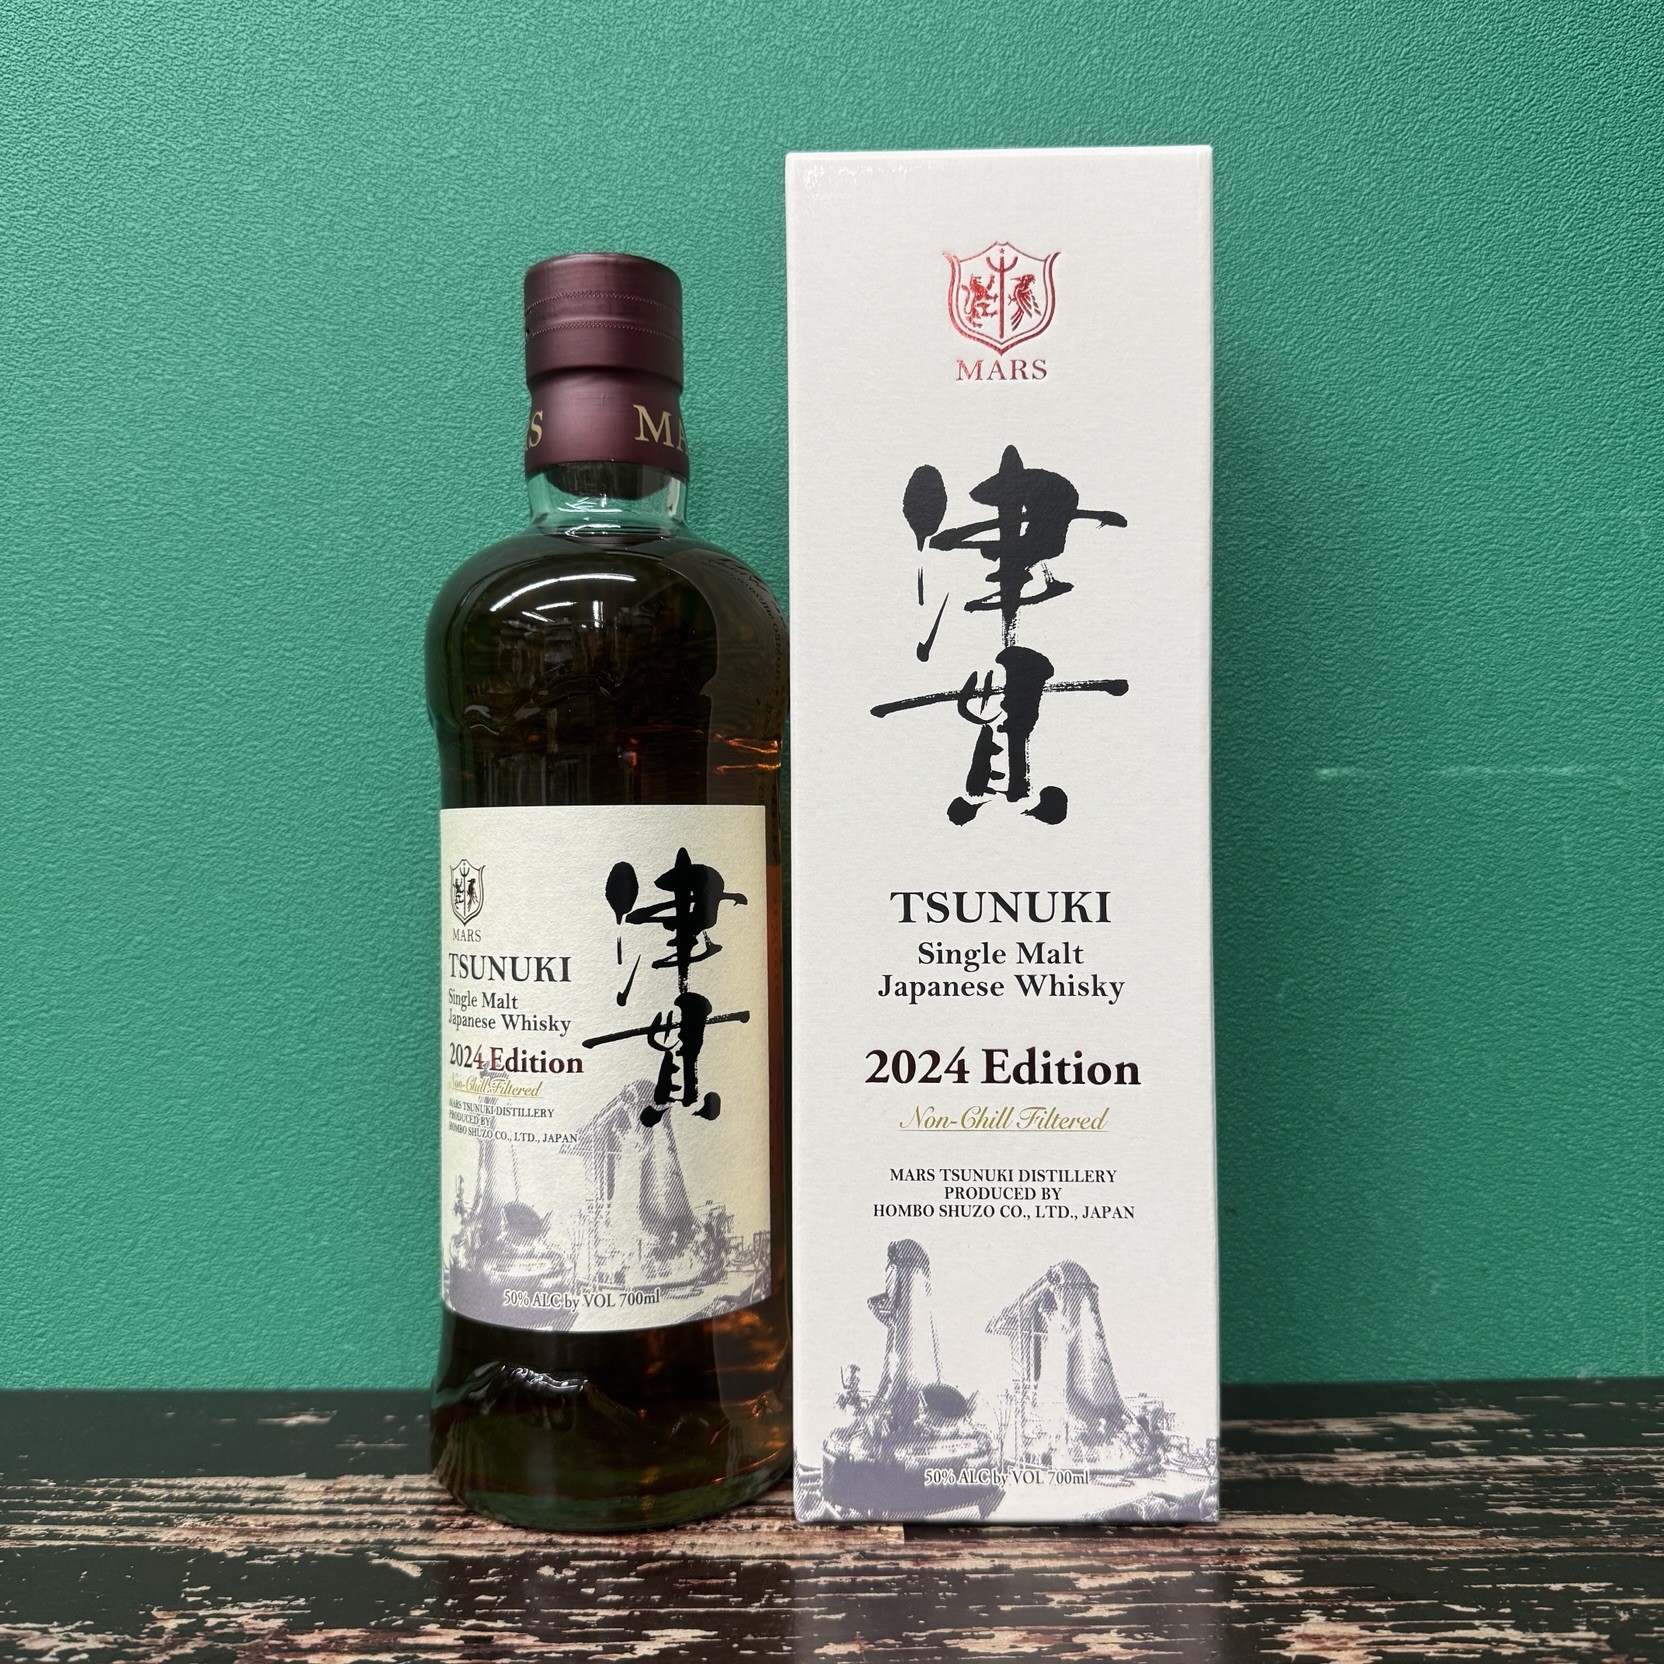 MARS
津貫
TSUNUKI
Single Malt
Japanese Whisky
2024 Edition
Non-Chill Filtered
MARS TSUNUKI DISTILLERY
PRODUCED BY
HOMBO SHUZO CO., LTD., JAPAN
50% ALC by VOL 700ml
MARS
津貫
TSUNUKI
Single Malt
Japanese Whisky
2024 Edition
Non-Chill Filtered
MARS TSUNUKI DISTILLERY
PRODUCED BY
HOMBO SHUZO CO., LTD., JAPAN
50% ALC by VOL 700ml